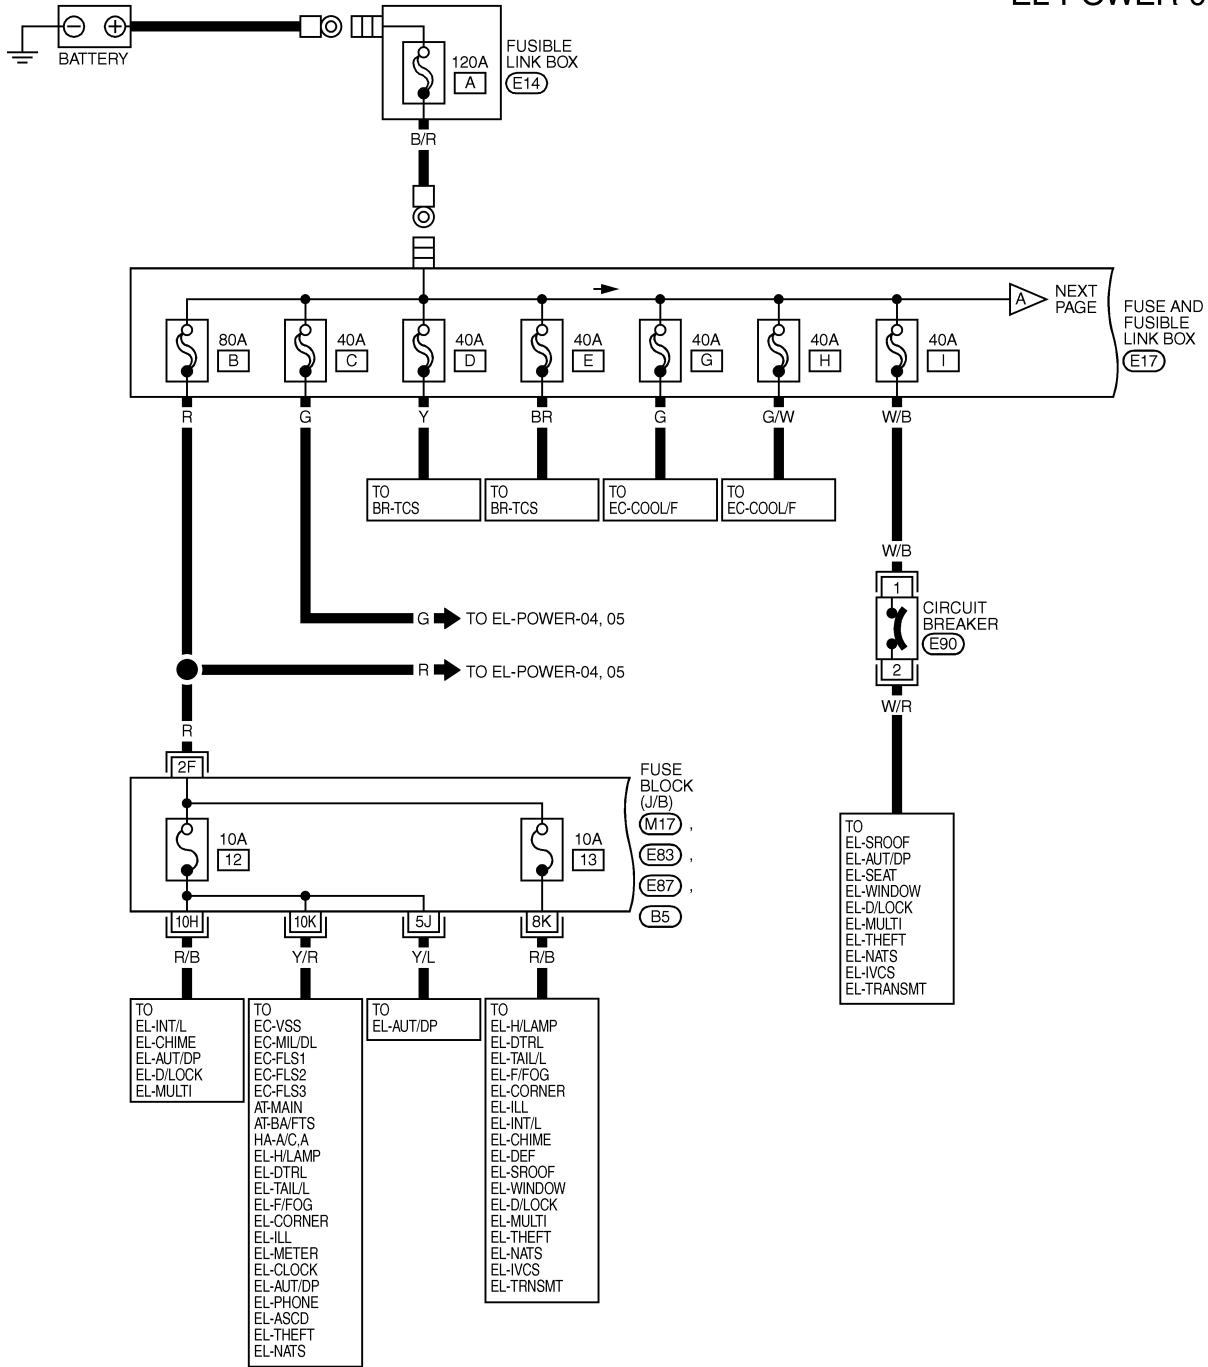 EL-POWER-0
BATTERY
120A
A
FUSIBLE
LINK BOX
E14
B/R
A
NEXT
PAGE
FUSE AND
FUSIBLE
LINK BOX
E17
80A
B
40A
C
40A
D
40A
E
40A
G
40A
H
40A
I
R
G
Y
BR
G
G/W
W/B
TO
BR-TCS
TO
BR-TCS
TO
EC-COOL/F
TO
EC-COOL/F
W/B
1
CIRCUIT
BREAKER
E90
2
W/R
G TO EL-POWER-04, 05
R TO EL-POWER-04, 05
R
2F
FUSE
BLOCK
(J/B)
M17 ,
E83 ,
E87 ,
B5
10A
12
10A
13
10H
10K
5J
8K
R/B
Y/R
Y/L
R/B
TO
EL-INT/L
EL-CHIME
EL-AUT/DP
EL-D/LOCK
EL-MULTI
TO
EC-VSS
EC-MIL/DL
EC-FLS1
EC-FLS2
EC-FLS3
AT-MAIN
AT-BA/FTS
HA-A/C,A
EL-H/LAMP
EL-DTRL
EL-TAIL/L
EL-F/FOG
EL-CORNER
EL-ILL
EL-METER
EL-CLOCK
EL-AUT/DP
EL-PHONE
EL-ASCD
EL-THEFT
EL-NATS
TO
EL-AUT/DP
TO
EL-H/LAMP
EL-DTRL
EL-TAIL/L
EL-F/FOG
EL-CORNER
EL-ILL
EL-INT/L
EL-CHIME
EL-DEF
EL-SROOF
EL-WINDOW
EL-D/LOCK
EL-MULTI
EL-THEFT
EL-NATS
EL-IVCS
EL-TRNSMT
TO
EL-SROOF
EL-AUT/DP
EL-SEAT
EL-WINDOW
EL-D/LOCK
EL-MULTI
EL-THEFT
EL-NATS
EL-IVCS
EL-TRANSMT